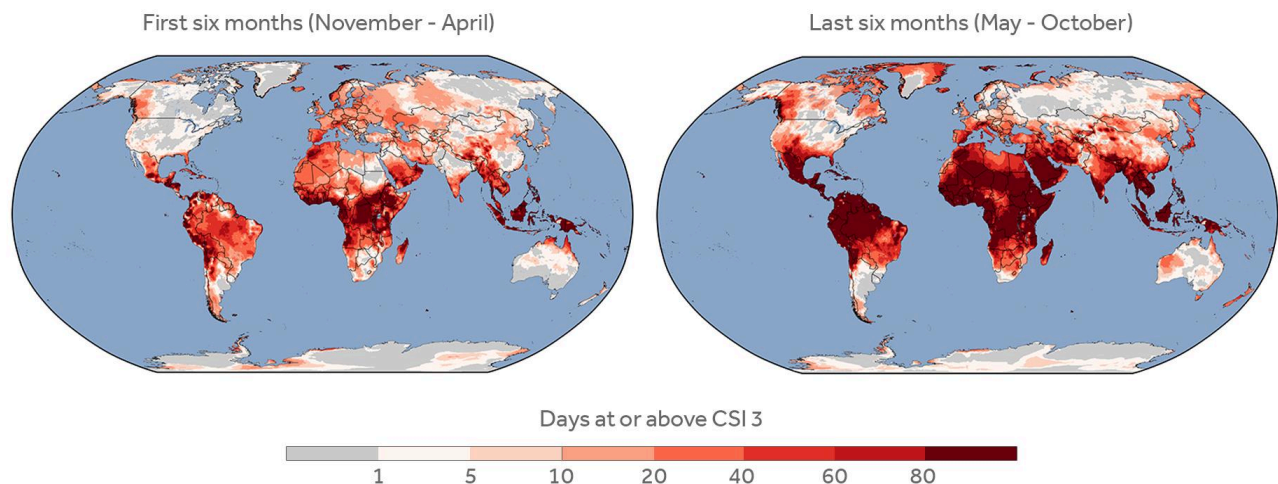 First six months (November - April)
Last six months (May - October)
Days at or above CSI 3
1 5 10 20 40 60 80